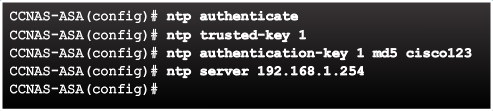 CCNAS-ASA(config)# ntp authenticate
CCNAS-ASA(config)# ntp trusted-key 1
CCNAS-ASA(config)# ntp authentication-key 1 md5 cisco123
CCNAS-ASA(config)# ntp server 192.168.1.254
CCNAS-ASA(config)#